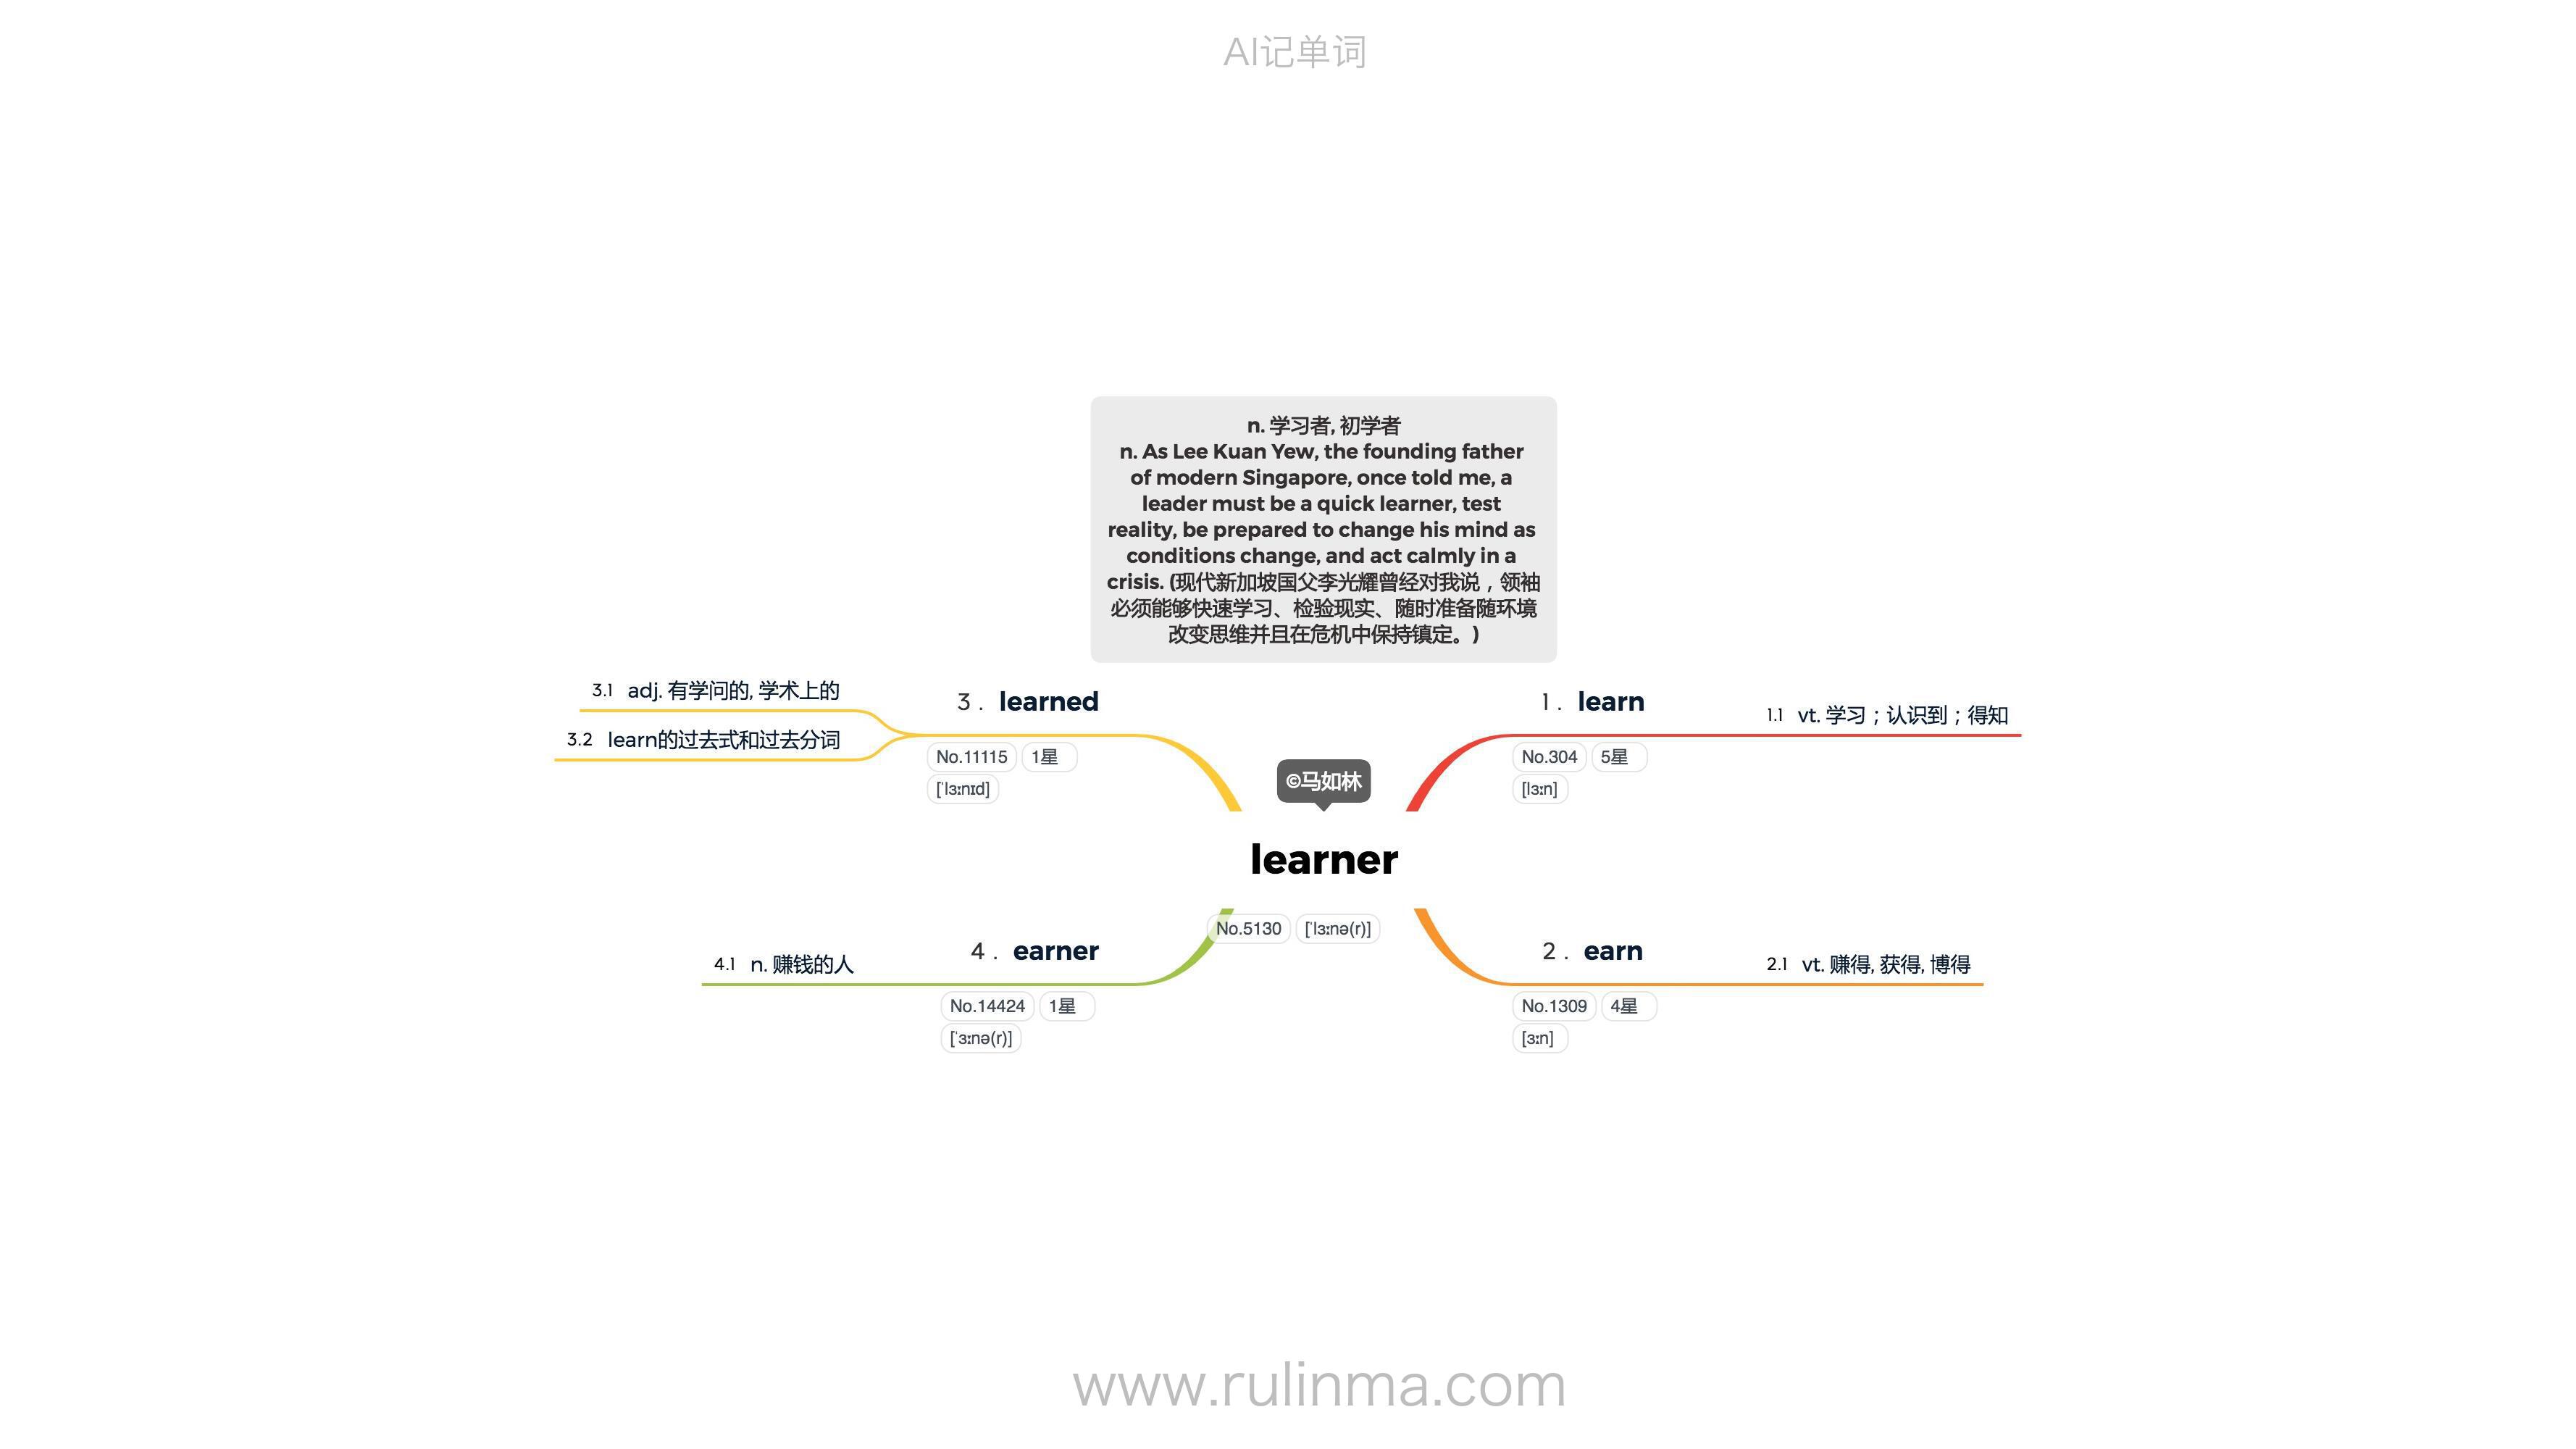 AI记单词
n. 学习者, 初学者
n. As Lee Kuan Yew, the founding father
of modern Singapore, once told me, a
leader must be a quick learner, test
reality, be prepared to change his mind as
conditions change, and act calmly in a
crisis. (现代新加坡国父李光耀曾经对我说，领袖
必须能够快速学习、检验现实、随时准备随环境
改变思维并且在危机中保持镇定。)
©马如林
learner
No.5130 ['lɜːnə(r)]
1. learn
No.304 5星
[lɜːn]
1.1 vt. 学习；认识到；得知
2. earn
No.1309 4星
[ɜːn]
2.1 vt. 赚得, 获得, 博得
3. learned
No.11115 1星
['lɜːnɪd]
3.1 adj. 有学问的, 学术上的
3.2 learn的过去式和过去分词
4. earner
No.14424 1星
['ɜːnə(r)]
4.1 n. 赚钱的人
www.rulinma.com